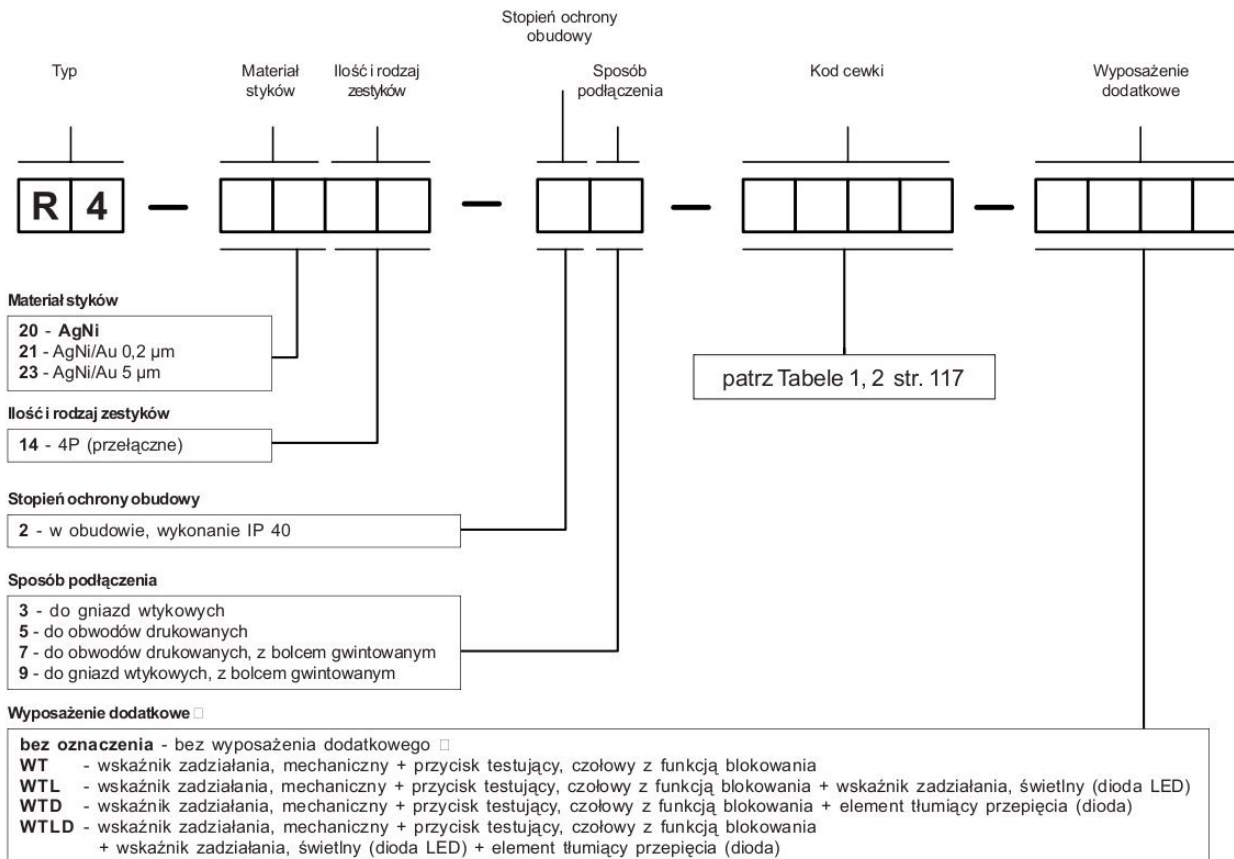 Stopień ochrony
obudowy
Typ
Materiał
styków
Ilość i rodzaj
zestyków
Sposób
podłączenia
Kod cewki
Wyposażenie
dodatkowe
R 4 — — — —
Materiał styków
20 - AgNi
21 - AgNi/Au 0,2 µm
23 - AgNi/Au 5 µm
patrz Tabele 1, 2 str. 117
Ilość i rodzaj zestyków
14 - 4P (przełączne)
Stopień ochrony obudowy
2 - w obudowie, wykonanie IP 40
Sposób podłączenia
3 - do gniazd wtykowych
5 - do obwodów drukowanych
7 - do obwodów drukowanych, z bolcem gwintowanym
9 - do gniazd wtykowych, z bolcem gwintowanym
Wyposażenie dodatkowe
bez oznaczenia - bez wyposażenia dodatkowego
WT - wskaźnik zadziałania, mechaniczny + przycisk testujący, czołowy z funkcją blokowania
WTL - wskaźnik zadziałania, mechaniczny + przycisk testujący, czołowy z funkcją blokowania + wskaźnik zadziałania, świetlny (dioda LED)
WTD - wskaźnik zadziałania, mechaniczny + przycisk testujący, czołowy z funkcją blokowania + element tłumiący przepięcia (dioda)
WTLD - wskaźnik zadziałania, mechaniczny + przycisk testujący, czołowy z funkcją blokowania
+ wskaźnik zadziałania, świetlny (dioda LED) + element tłumiący przepięcia (dioda)